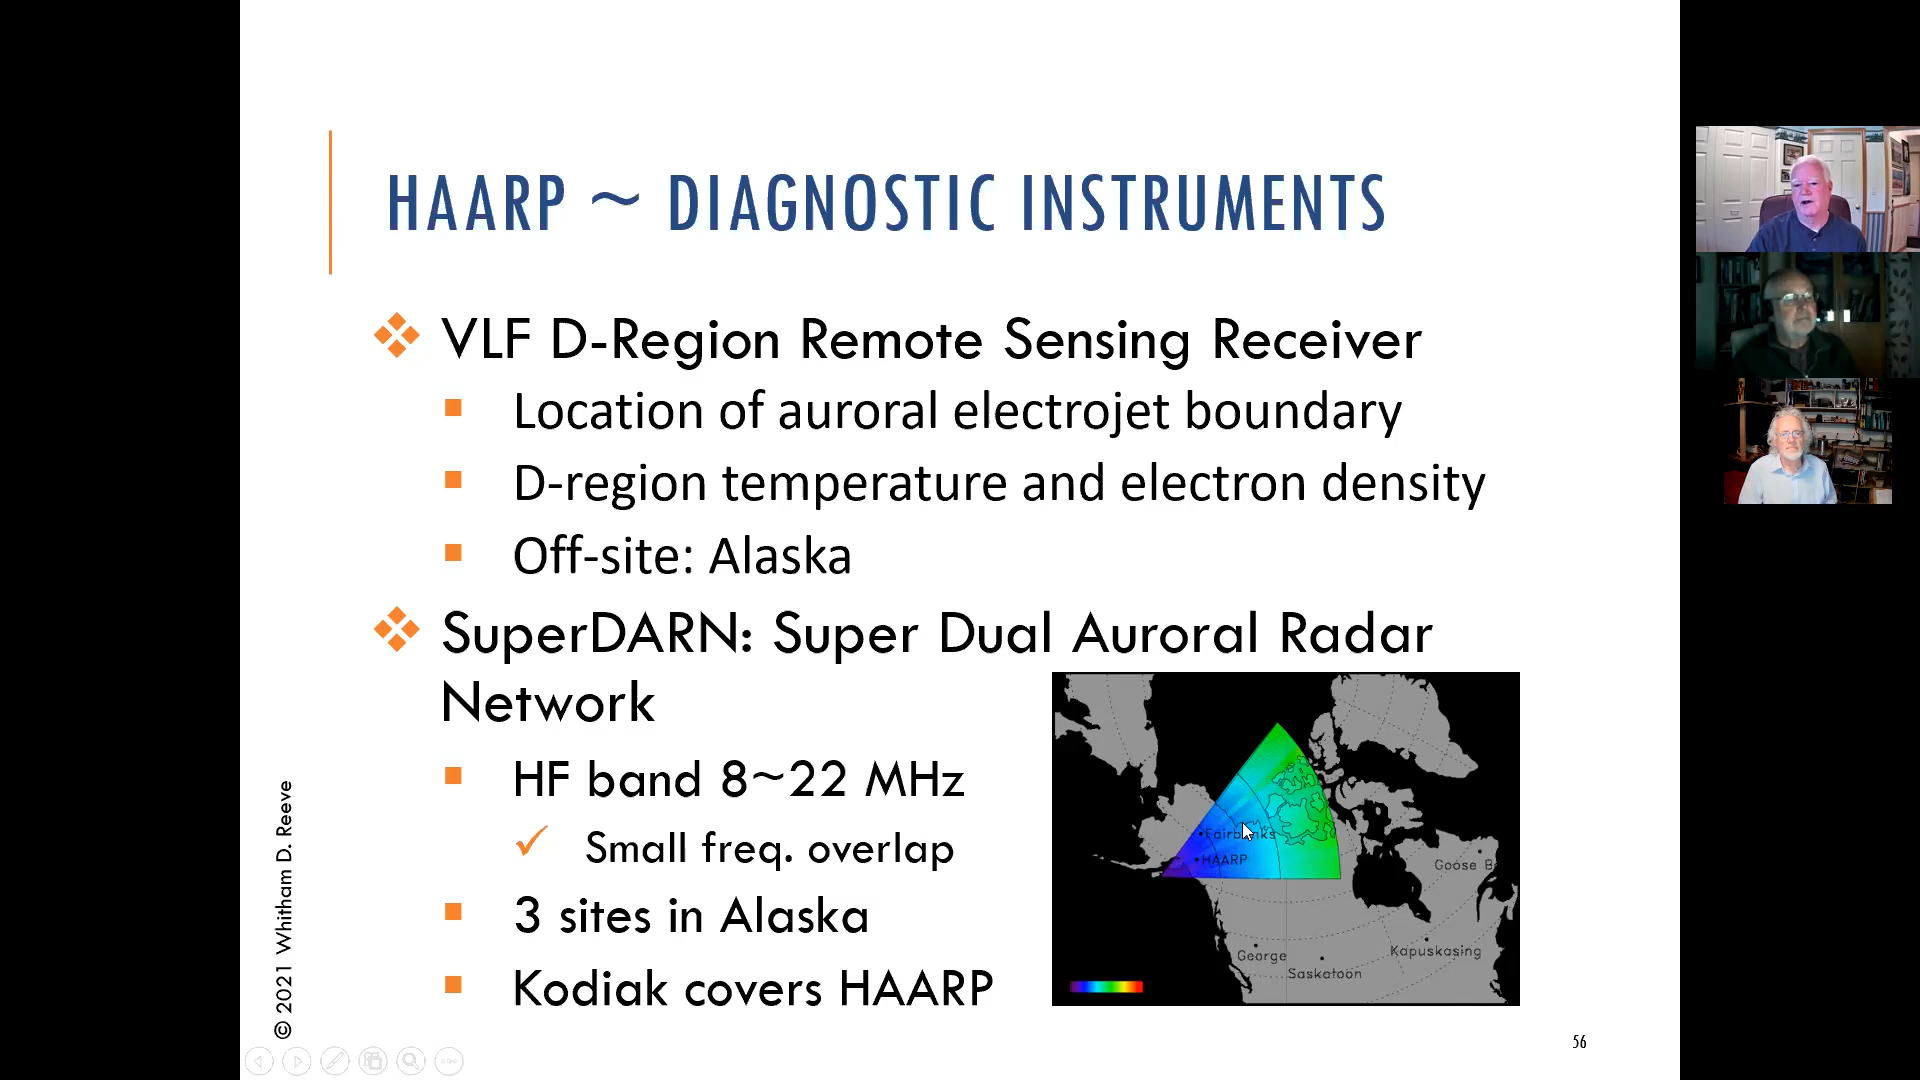 HAARP ~ DIAGNOSTIC INSTRUMENTS
VLF D-Region Remote Sensing Receiver
Location of auroral electrojet boundary
D-region temperature and electron density
Off-site: Alaska
SuperDARN: Super Dual Auroral Radar
Network
HF band 8~22 MHz
Small freq. overlap
3 sites in Alaska
Kodiak covers HAARP
Fairbanks
HAARP
Goose B
George
Kapuskasing
Saskatoon
© 2021 Whitham D. Reeve
56